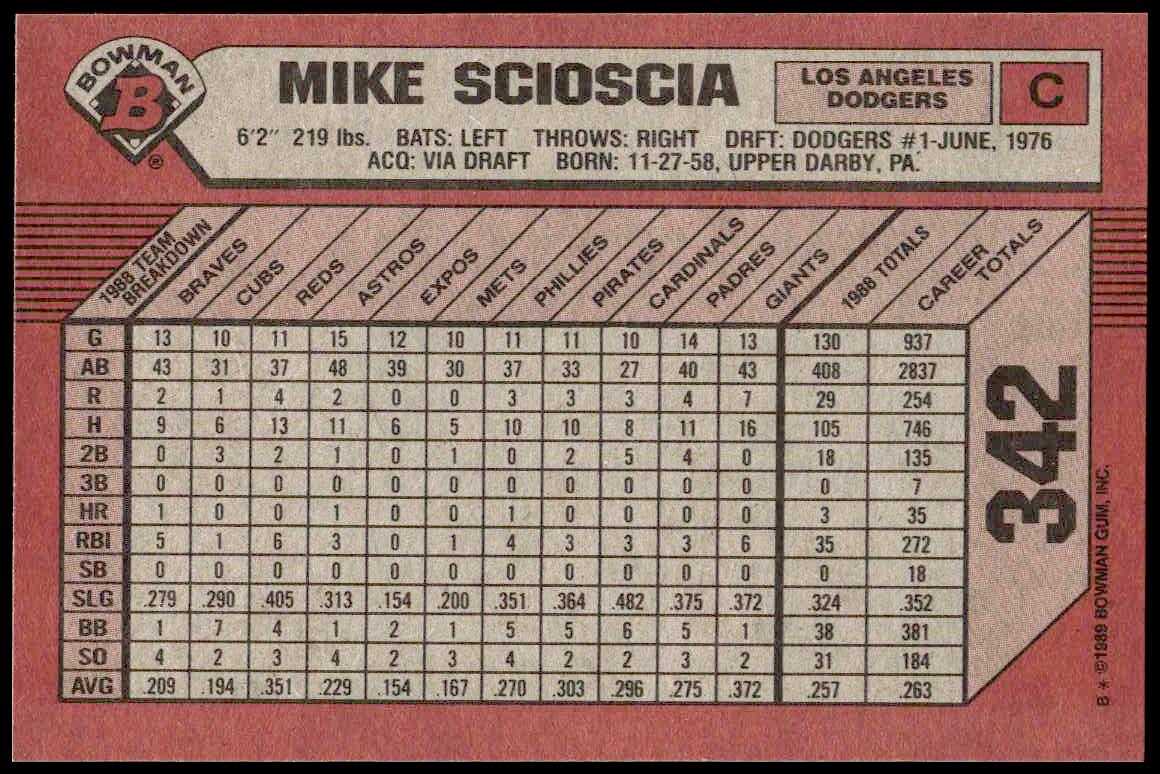 BOWMAN
B
®
MIKE SCIOSCIA
LOS ANGELES
DODGERS
C
6'2" 219 lbs. BATS: LEFT THROWS: RIGHT DRFT: DODGERS #1-JUNE, 1976
ACQ: VIA DRAFT BORN: 11-27-58, UPPER DARBY, PA.
1988 TEAM BREAKDOWN BRAVES CUBS REDS ASTROS EXPOS METS PHILLIES PIRATES CARDINALS PADRES GIANTS 1988 TOTALS CAREER TOTALS
G 13 10 11 15 12 10 11 11 10 14 13 130 937
AB 43 31 37 48 39 30 37 33 27 40 43 408 2837
R 2 1 4 2 0 0 3 3 3 4 7 29 254
H 9 6 13 11 6 5 10 10 8 11 16 105 746
2B 0 3 2 1 0 1 0 2 5 4 0 18 135
3B 0 0 0 0 0 0 0 0 0 0 0 0 7
HR 1 0 0 1 0 0 1 0 0 0 0 3 35
RBI 5 1 6 3 0 1 4 3 3 3 6 35 272
SB 0 0 0 0 0 0 0 0 0 0 0 0 18
SLG .279 .290 .405 .313 .154 .200 .351 .364 .482 .375 .372 .324 .352
BB 1 7 4 1 2 1 5 5 6 5 1 38 381
SO 4 2 3 4 2 3 4 2 2 3 2 31 184
AVG .209 .194 .351 .229 .154 .167 .270 .303 .296 .275 .372 .257 .263
342
B * ©1989 BOWMAN GUM, INC.